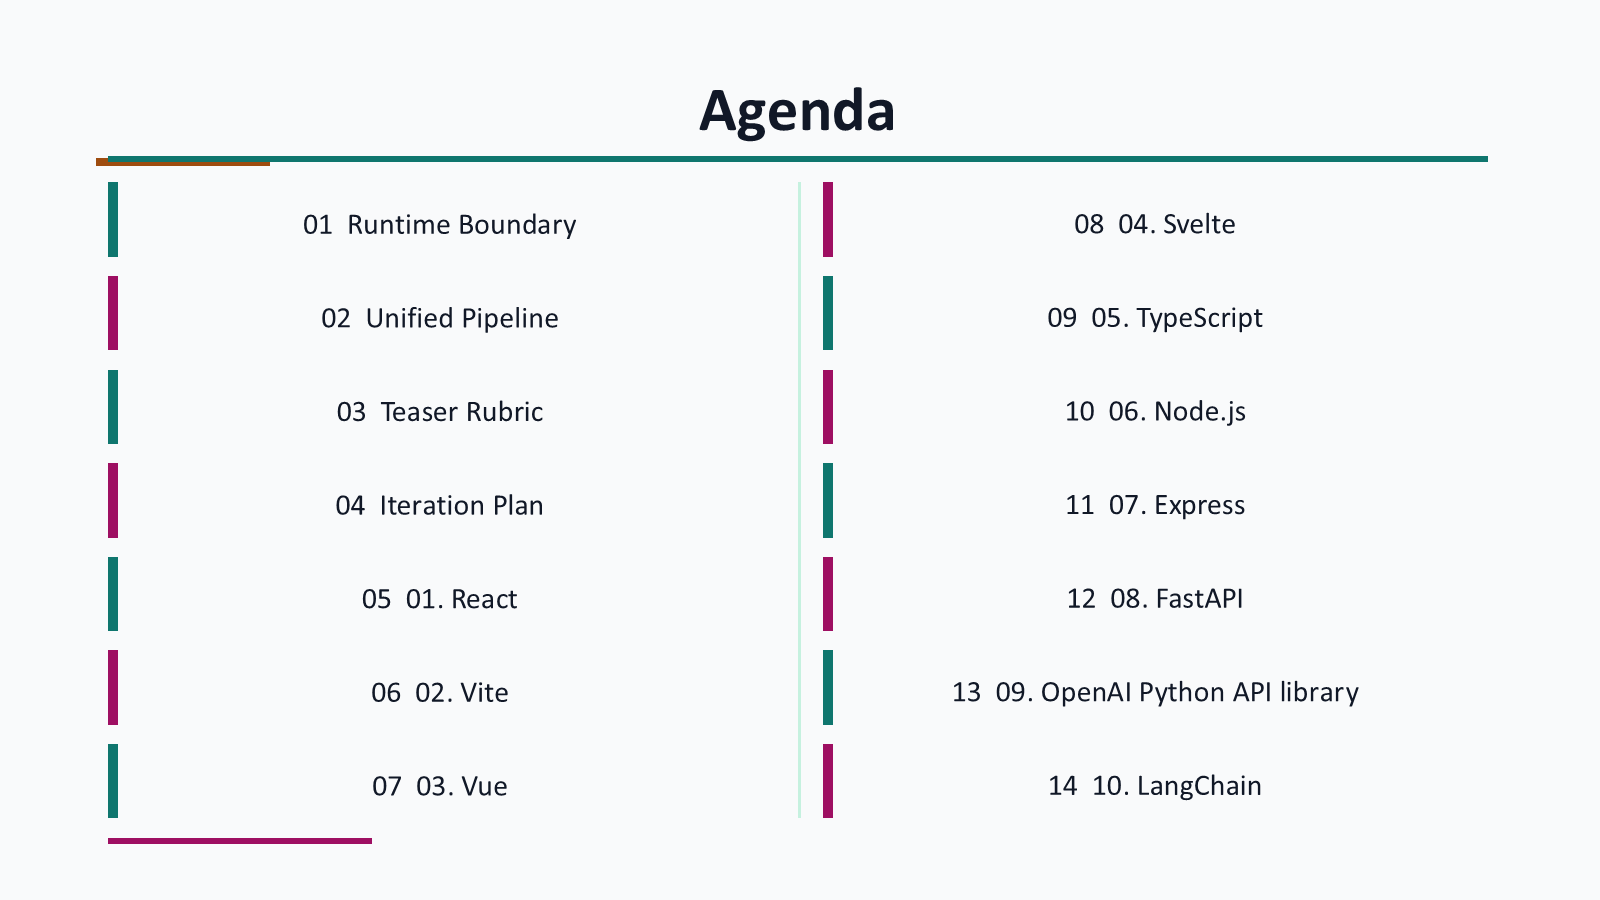 Agenda
01 Runtime Boundary
02 Unified Pipeline
03 Teaser Rubric
04 Iteration Plan
05 01. React
06 02. Vite
07 03. Vue
08 04. Svelte
09 05. TypeScript
10 06. Node.js
11 07. Express
12 08. FastAPI
13 09. OpenAI Python API library
14 10. LangChain